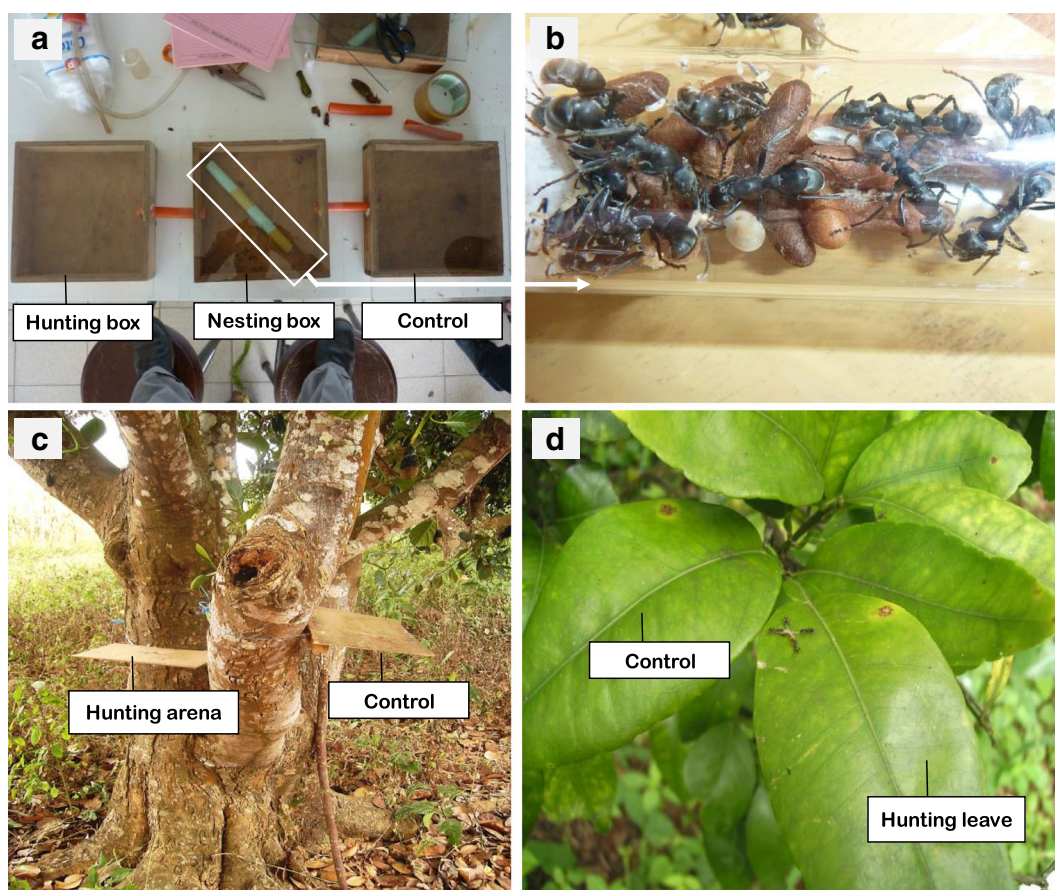 a
b
Hunting box
Nesting box
Control
c
d
Hunting arena
Control
Control
Hunting leave